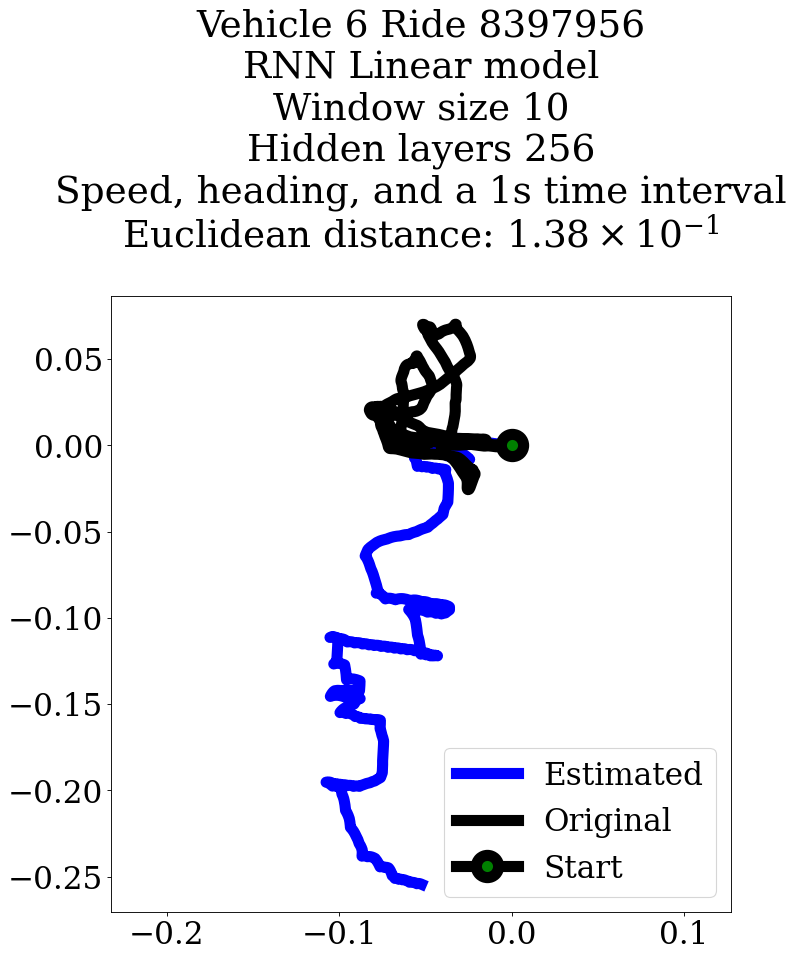 Vehicle 6 Ride 8397956
RNN Linear model
Window size 10
Hidden layers 256
Speed, heading, and a 1s time interval
Euclidean distance: 1.38 × 10⁻¹
0.05
0.00
−0.05
−0.10
−0.15
−0.20
−0.25
Estimated
Original
Start
−0.2 −0.1 0.0 0.1